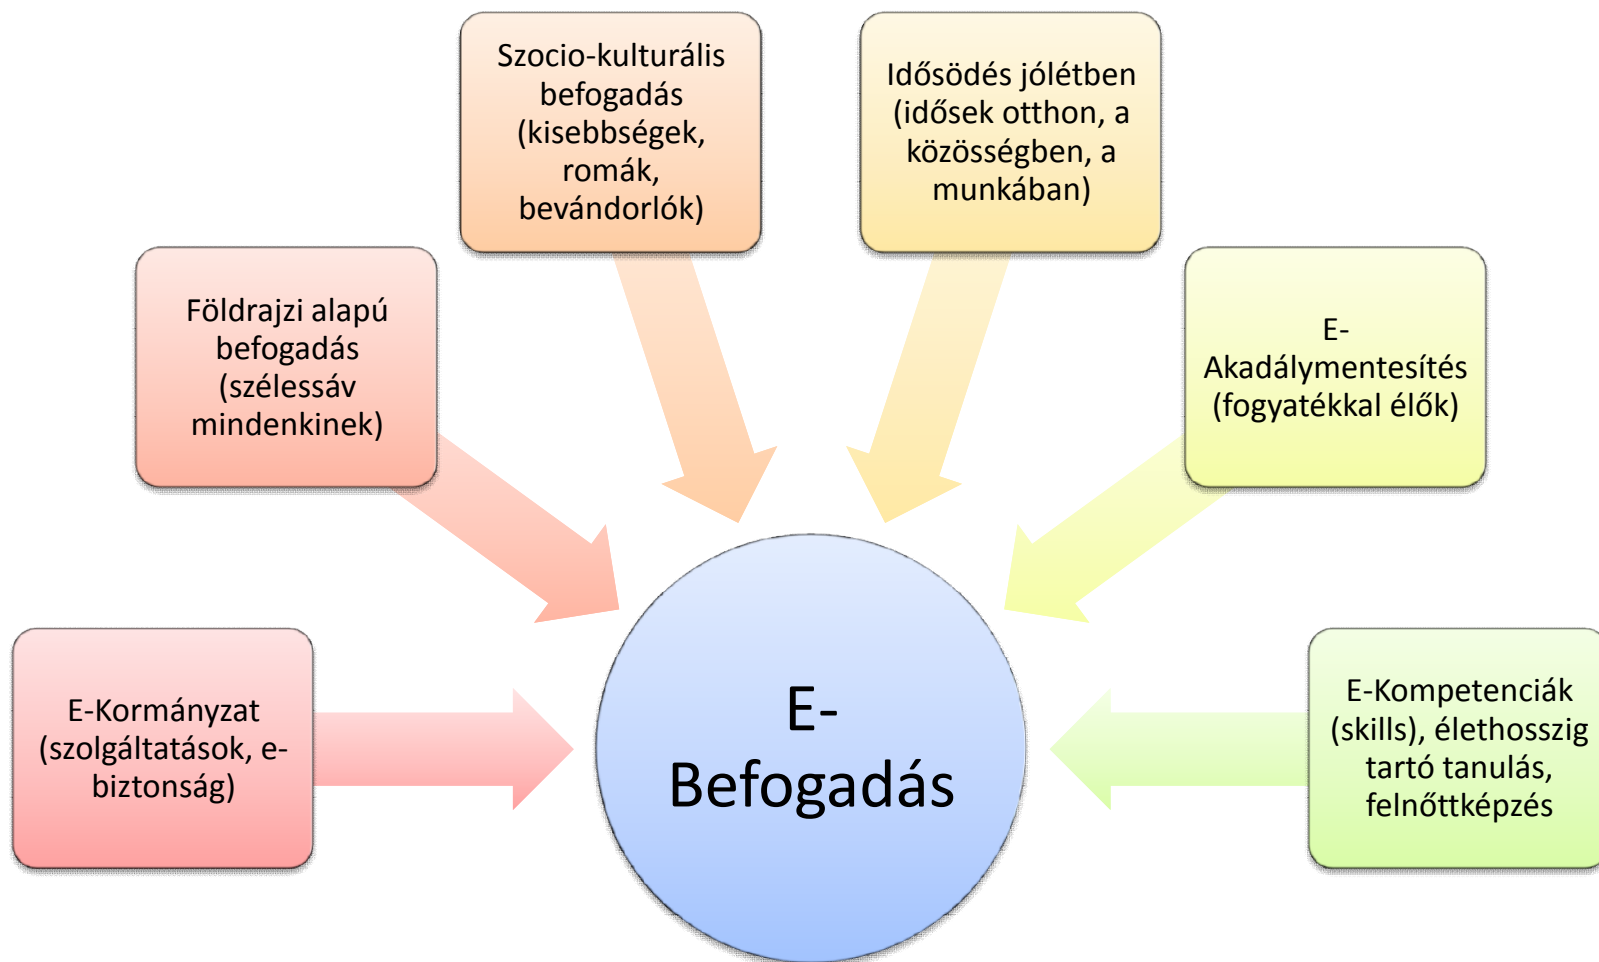 Szocio-kulturális
befogadás
(kisebbségek,
romák,
bevándorlók)
Idősödés jólétben
(idősek otthon, a
közösségben, a
munkában)
Földrajzi alapú
befogadás
(szélessáv
mindenkinek)
E-
Akadálymentesítés
(fogyatékkal élők)
E-Kormányzat
(szolgáltatások, e-
biztonság)
E-
Befogadás
E-Kompetenciák
(skills), élethosszig
tartó tanulás,
felnőttképzés